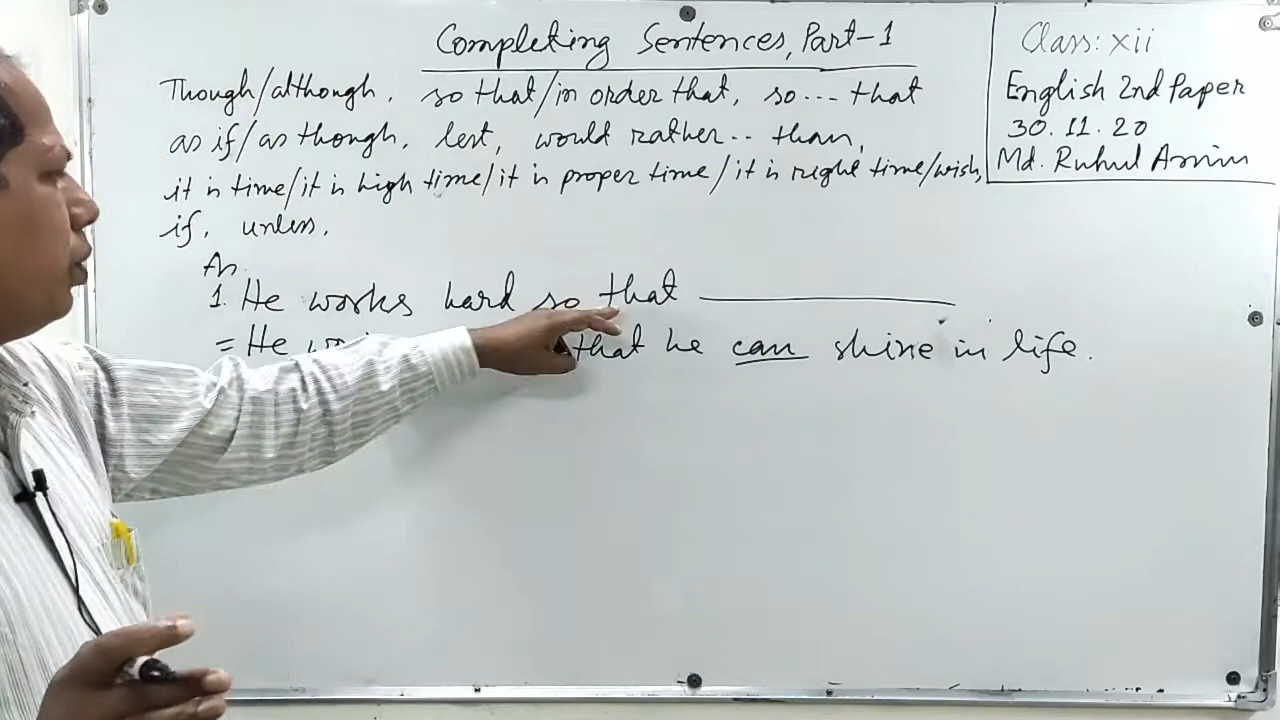 Completing Sentences, Part-1
Though/although, so that/in order that, so... that
as if/as though, lest, would rather.. than,
it is time/it is high time/it is proper time/it is right time/wish,
if, unless.
As
1. He works hard so that
= He that he can shine in life.
Class: xii
English 2nd Paper
30.11.20
Md. Ruhul Amin